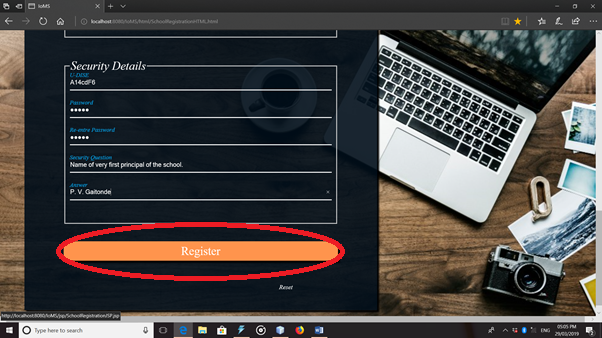 IoMS
localhost:8080/IoMS/html/SchoolRegistrationHTML.html
Security Details
U-DISE
A14cdF6
Password
●●●●●
Re-entre Password
●●●●●
Security Question
Name of very first principal of the school.
Answer
P. V. Gaitonde
Register
Reset
http://localhost:8080/IoMS/jsp/SchoolRegistrationJSP.jsp
Type here to search
ENG
05:05 PM
29/03/2019